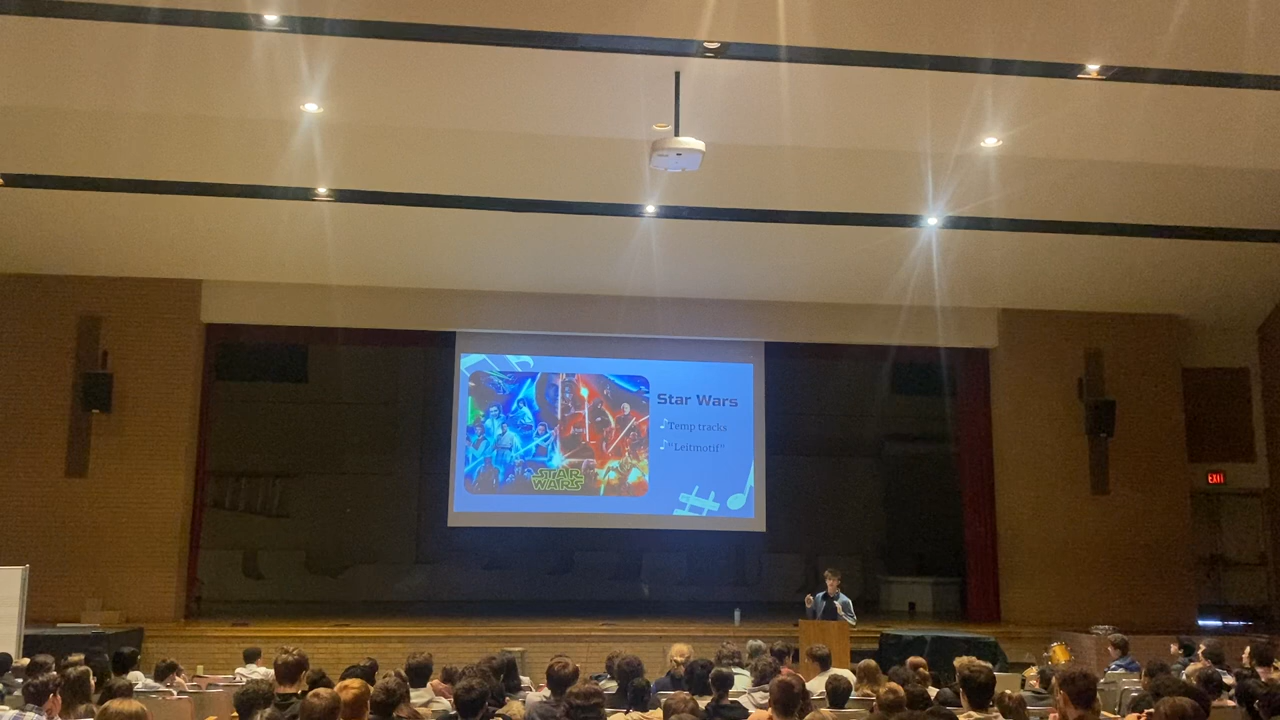 Star Wars
Temp tracks
"Leitmotif"
STAR
WARS
EXIT